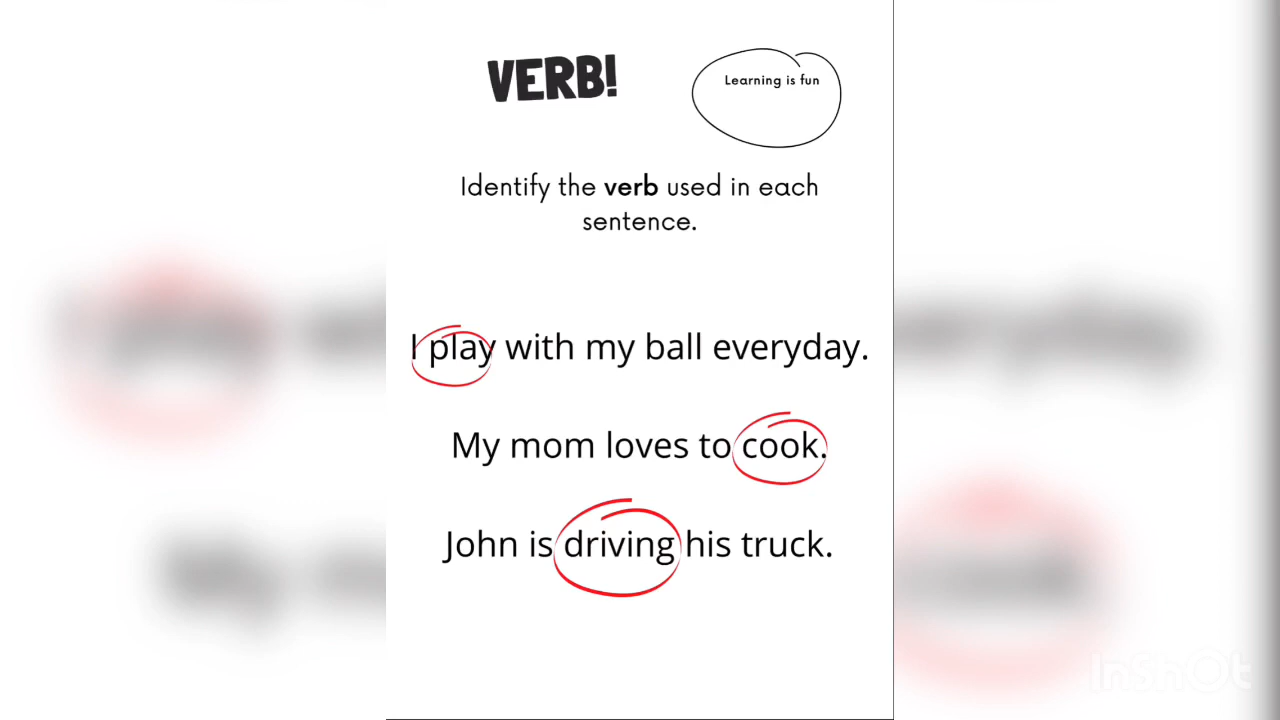 VERB!
Learning is fun
Identify the verb used in each
sentence.
I play with my ball everyday.
My mom loves to cook.
John is driving his truck.
InShOt